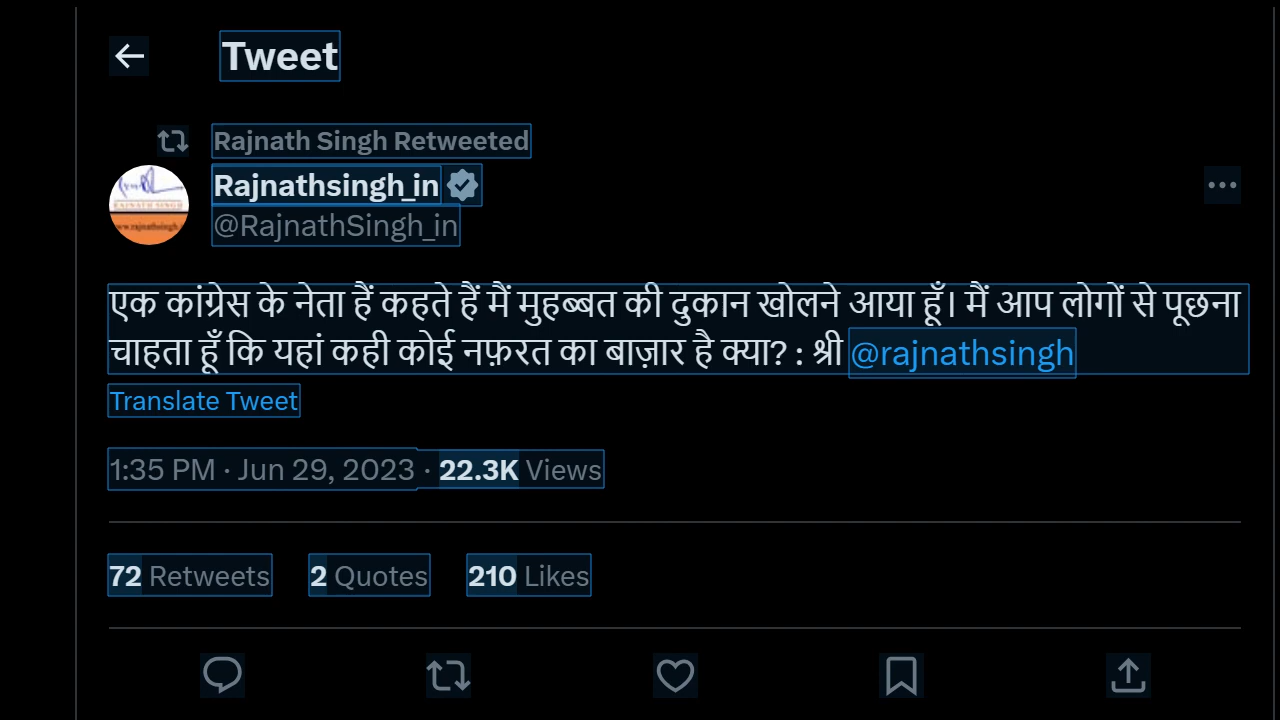 Tweet
Rajnath Singh Retweeted
Rajnathsingh_in
@RajnathSingh_in
एक कांग्रेस के नेता हैं कहते हैं मैं मुहब्बत की दुकान खोलने आया हूँ। मैं आप लोगों से पूछना
चाहता हूँ कि यहां कही कोई नफ़रत का बाज़ार है क्या? : श्री @rajnathsingh
Translate Tweet
1:35 PM · Jun 29, 2023 · 22.3K Views
72 Retweets 2 Quotes 210 Likes